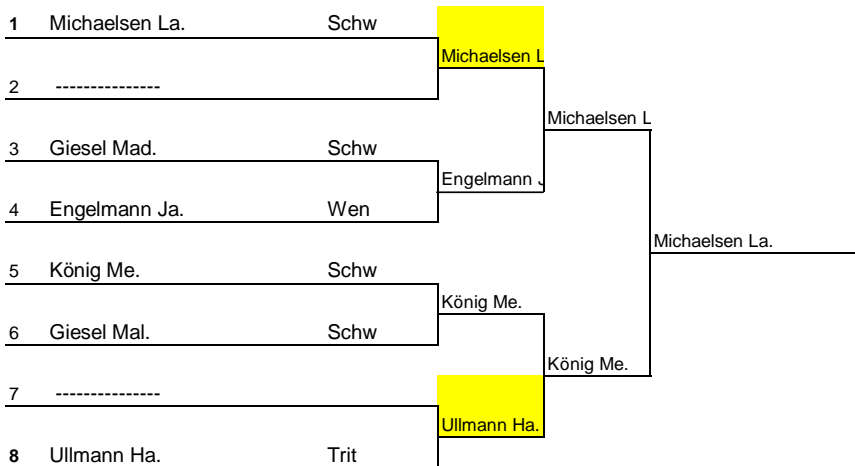 1 Michaelsen La. Schw
Michaelsen L
2 ---------------
Michaelsen L
3 Giesel Mad. Schw
Engelmann J
4 Engelmann Ja. Wen
Michaelsen La.
5 König Me. Schw
König Me.
6 Giesel Mal. Schw
König Me.
7 ---------------
Ullmann Ha.
8 Ullmann Ha. Trit